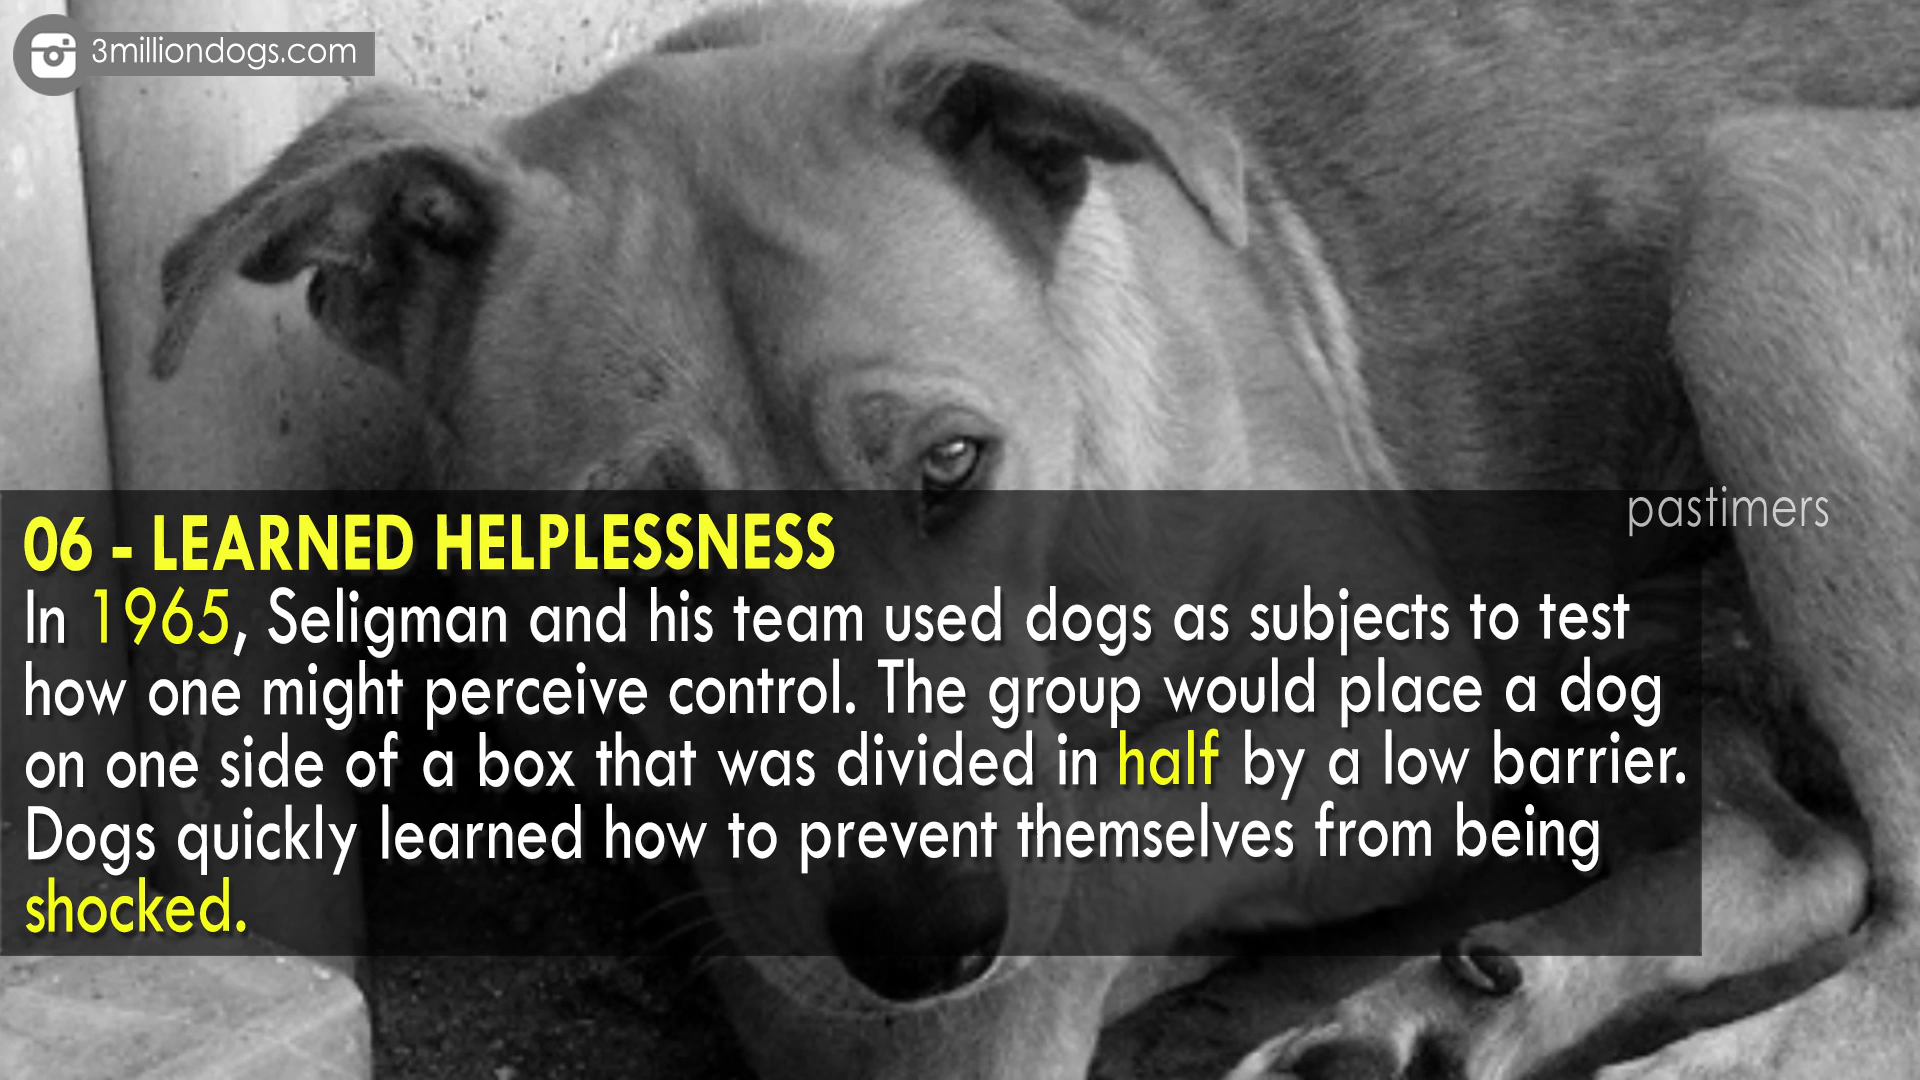 3milliondogs.com
pastimers
06 - LEARNED HELPLESSNESS
In 1965, Seligman and his team used dogs as subjects to test
how one might perceive control. The group would place a dog
on one side of a box that was divided in half by a low barrier.
Dogs quickly learned how to prevent themselves from being
shocked.